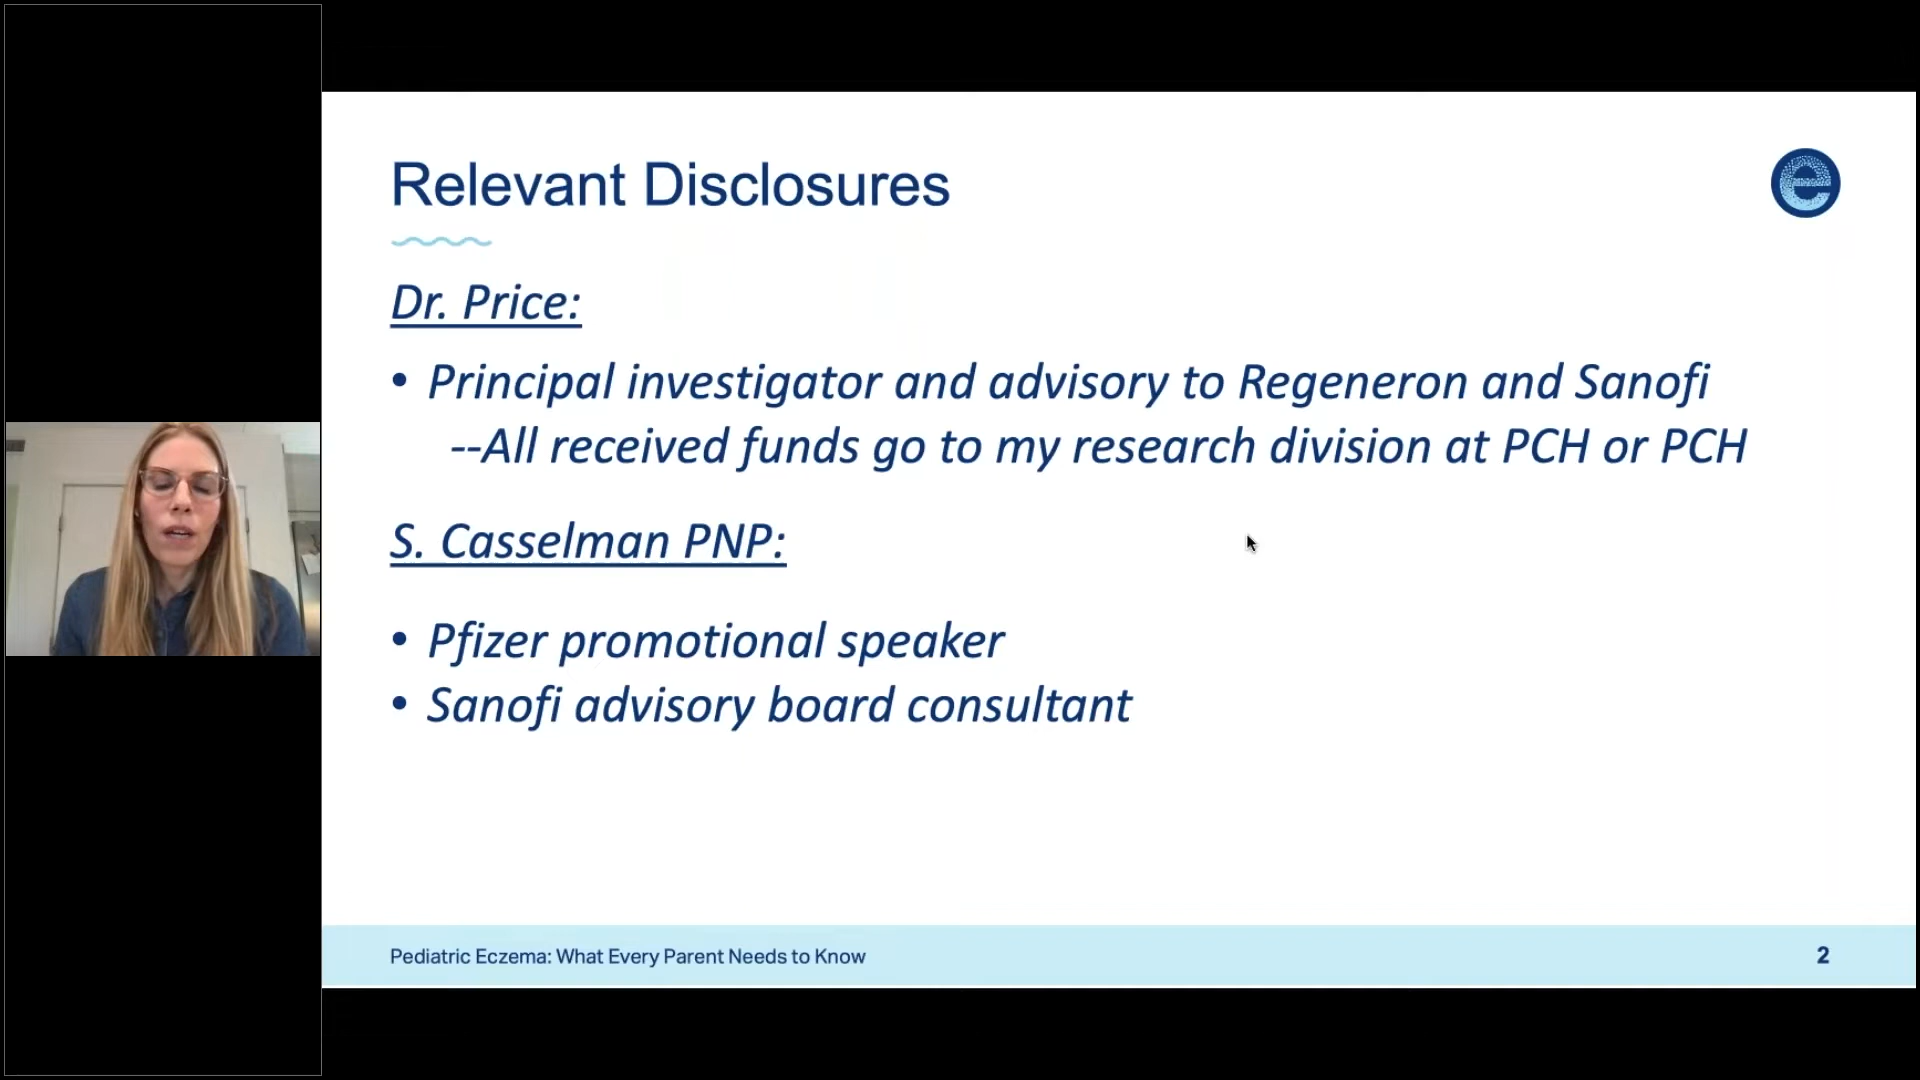 Relevant Disclosures
Dr. Price:
• Principal investigator and advisory to Regeneron and Sanofi
--All received funds go to my research division at PCH or PCH
S. Casselman PNP:
• Pfizer promotional speaker
• Sanofi advisory board consultant
Pediatric Eczema: What Every Parent Needs to Know
2
e